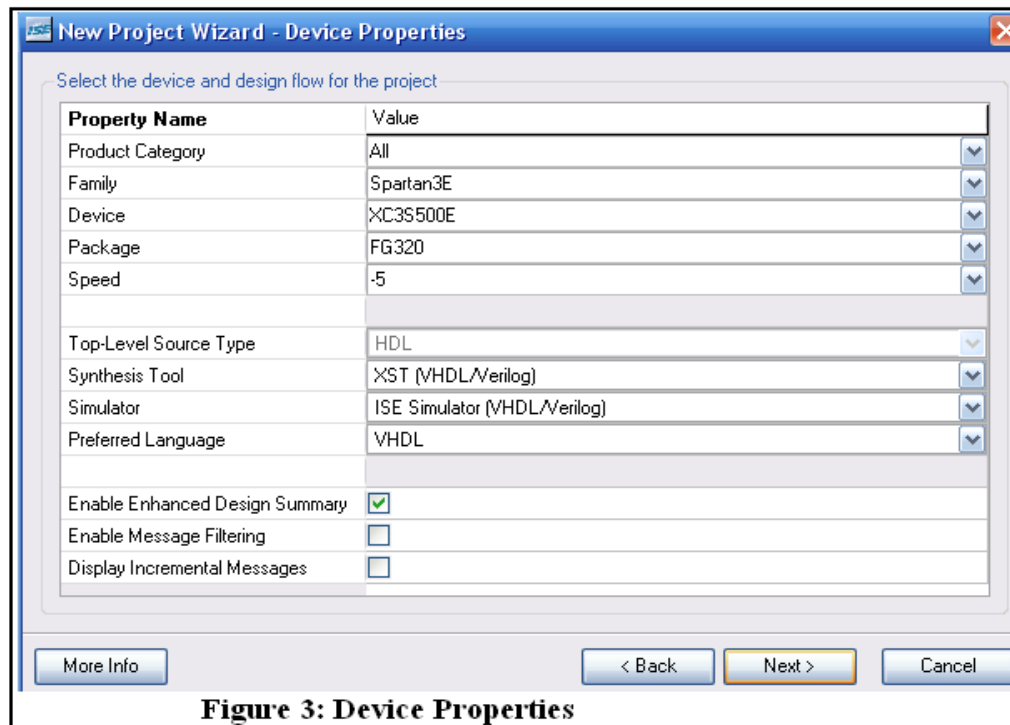 ISE New Project Wizard - Device Properties
Select the device and design flow for the project
Property Name Value
Product Category All
Family Spartan3E
Device XC3S500E
Package FG320
Speed -5
Top-Level Source Type HDL
Synthesis Tool XST (VHDL/Verilog)
Simulator ISE Simulator (VHDL/Verilog)
Preferred Language VHDL
Enable Enhanced Design Summary
Enable Message Filtering
Display Incremental Messages
More Info < Back Next > Cancel
Figure 3: Device Properties